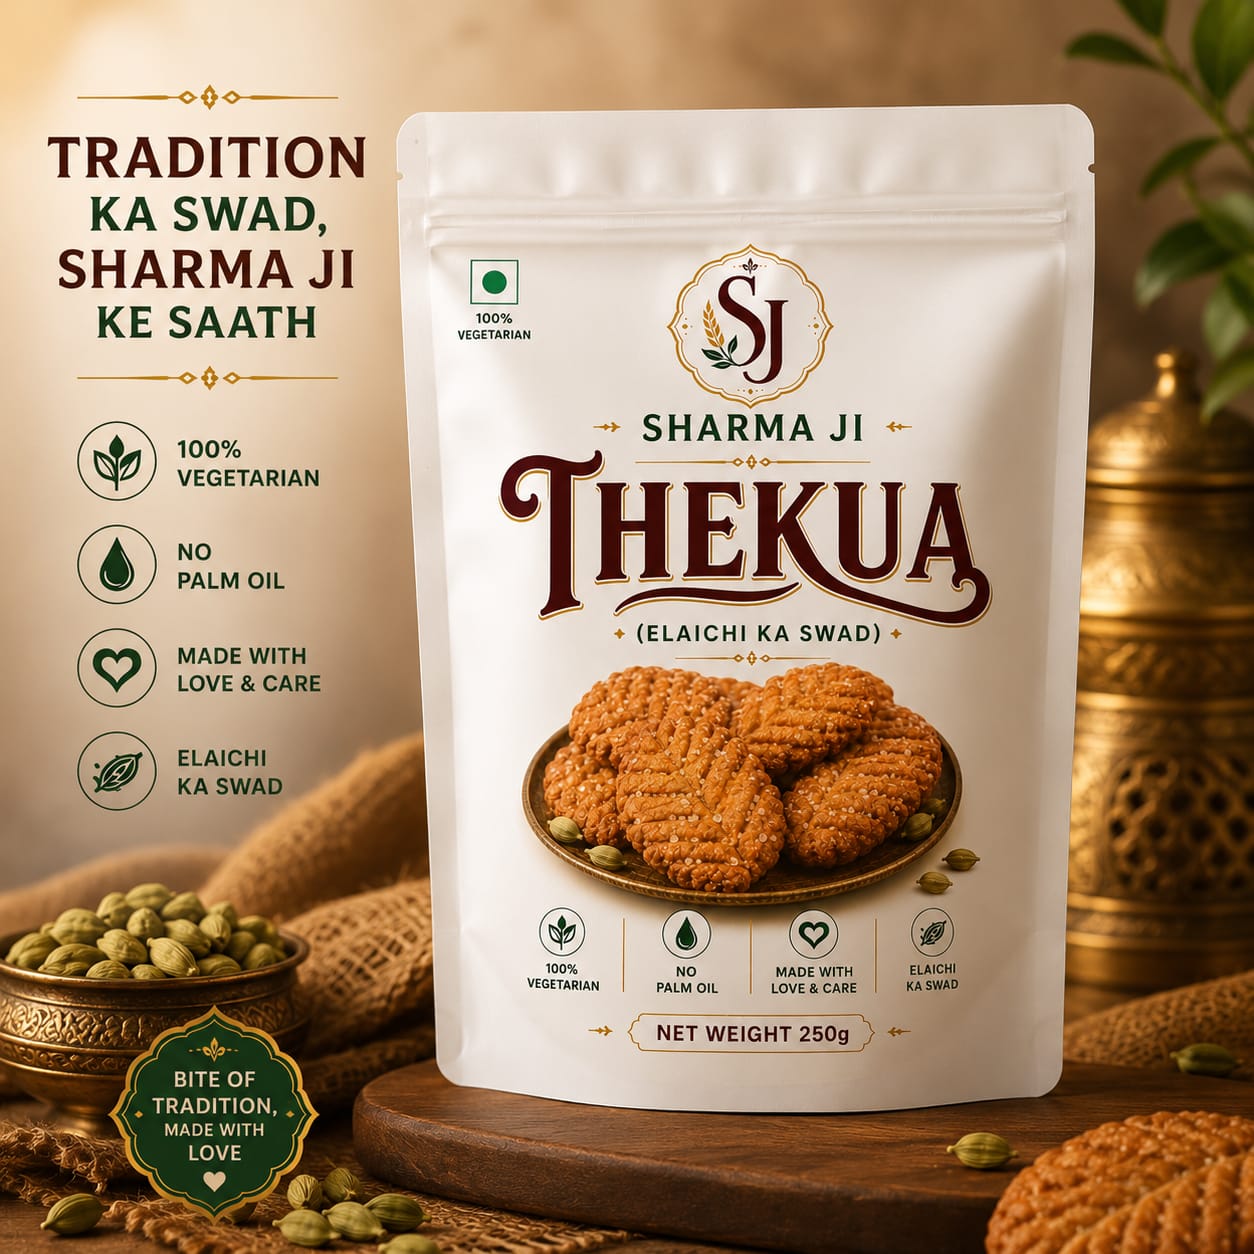 TRADITION
KA SWAD,
SHARMA JI
KE SAATH
100%
VEGETARIAN
NO
PALM OIL
MADE WITH
LOVE & CARE
ELAICHI
KA SWAD
BITE OF
TRADITION,
MADE WITH
LOVE
100%
VEGETARIAN
SJ
SHARMA JI
THEKUA
(ELAICHI KA SWAD)
100%
VEGETARIAN
NO
PALM OIL
MADE WITH
LOVE & CARE
ELAICHI
KA SWAD
NET WEIGHT 250g